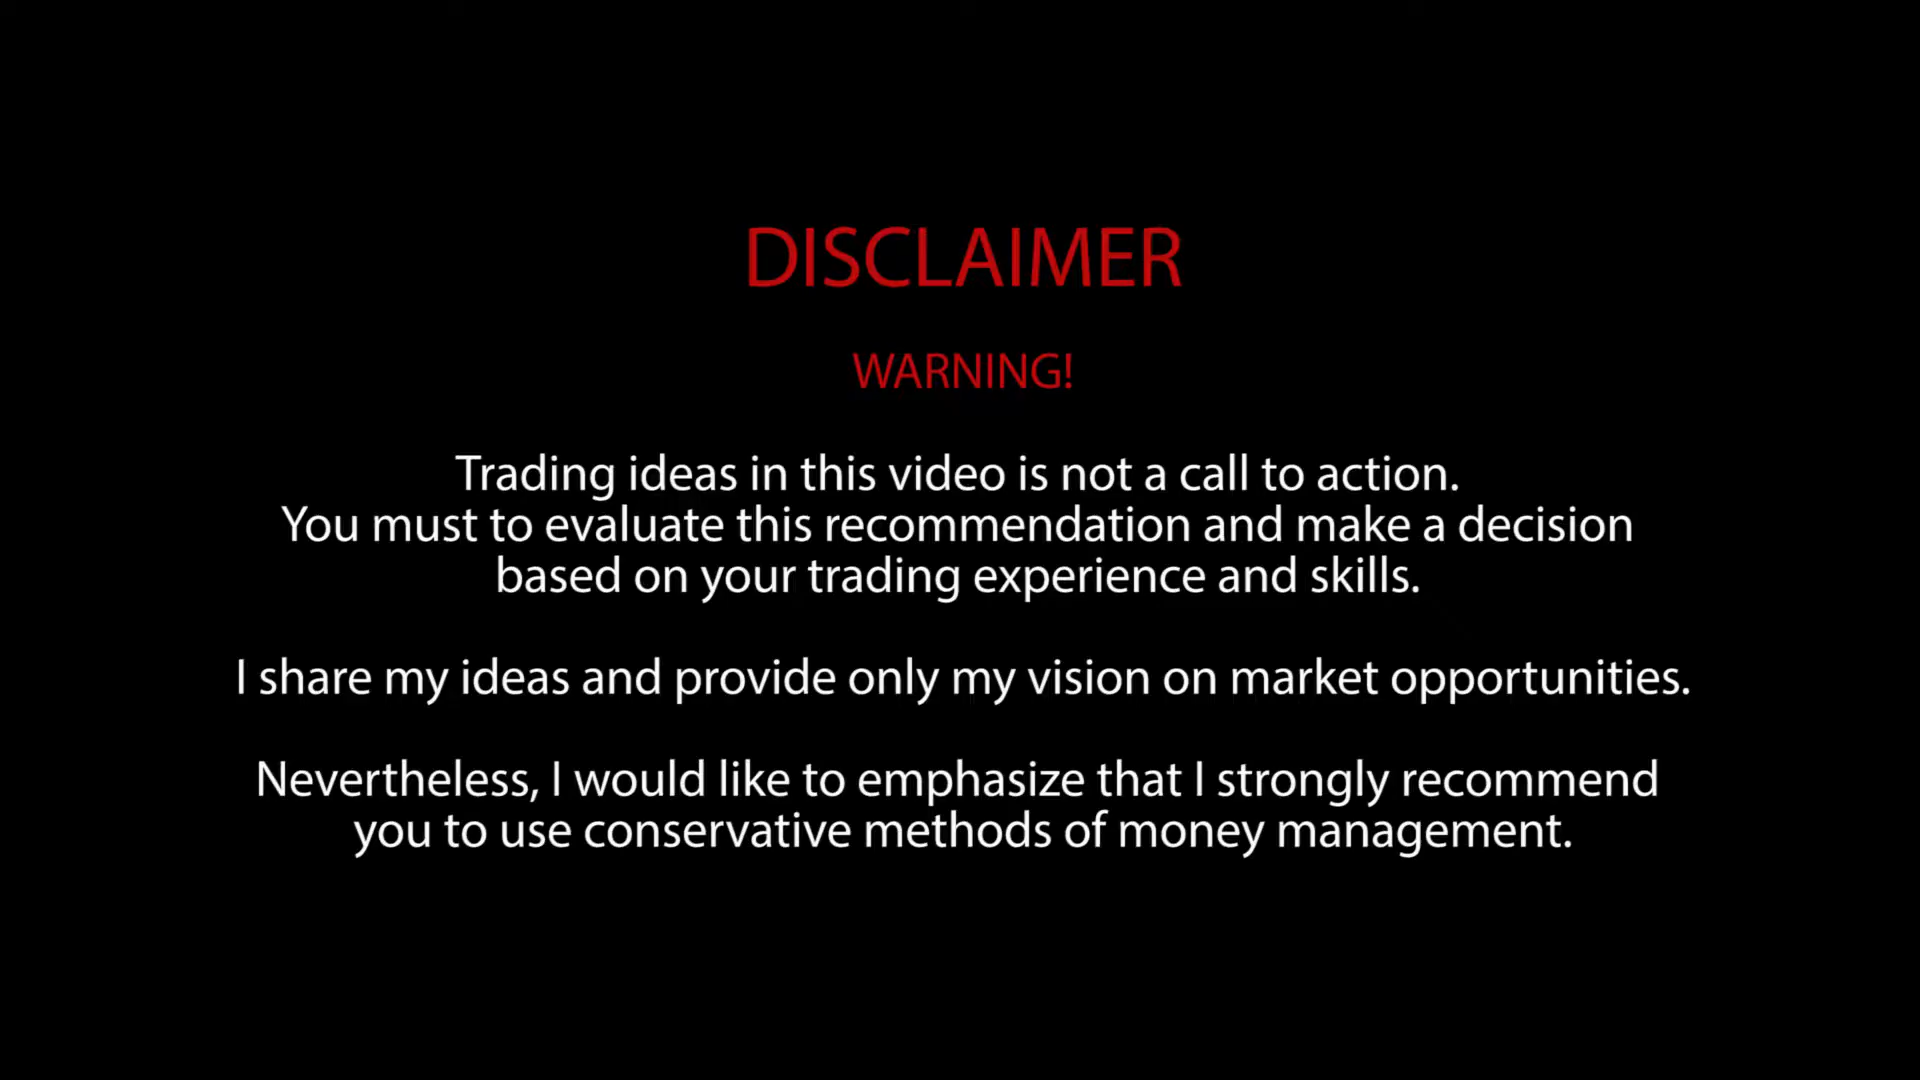 DISCLAIMER
WARNING!
Trading ideas in this video is not a call to action.
You must to evaluate this recommendation and make a decision
based on your trading experience and skills.
I share my ideas and provide only my vision on market opportunities.
Nevertheless, I would like to emphasize that I strongly recommend
you to use conservative methods of money management.